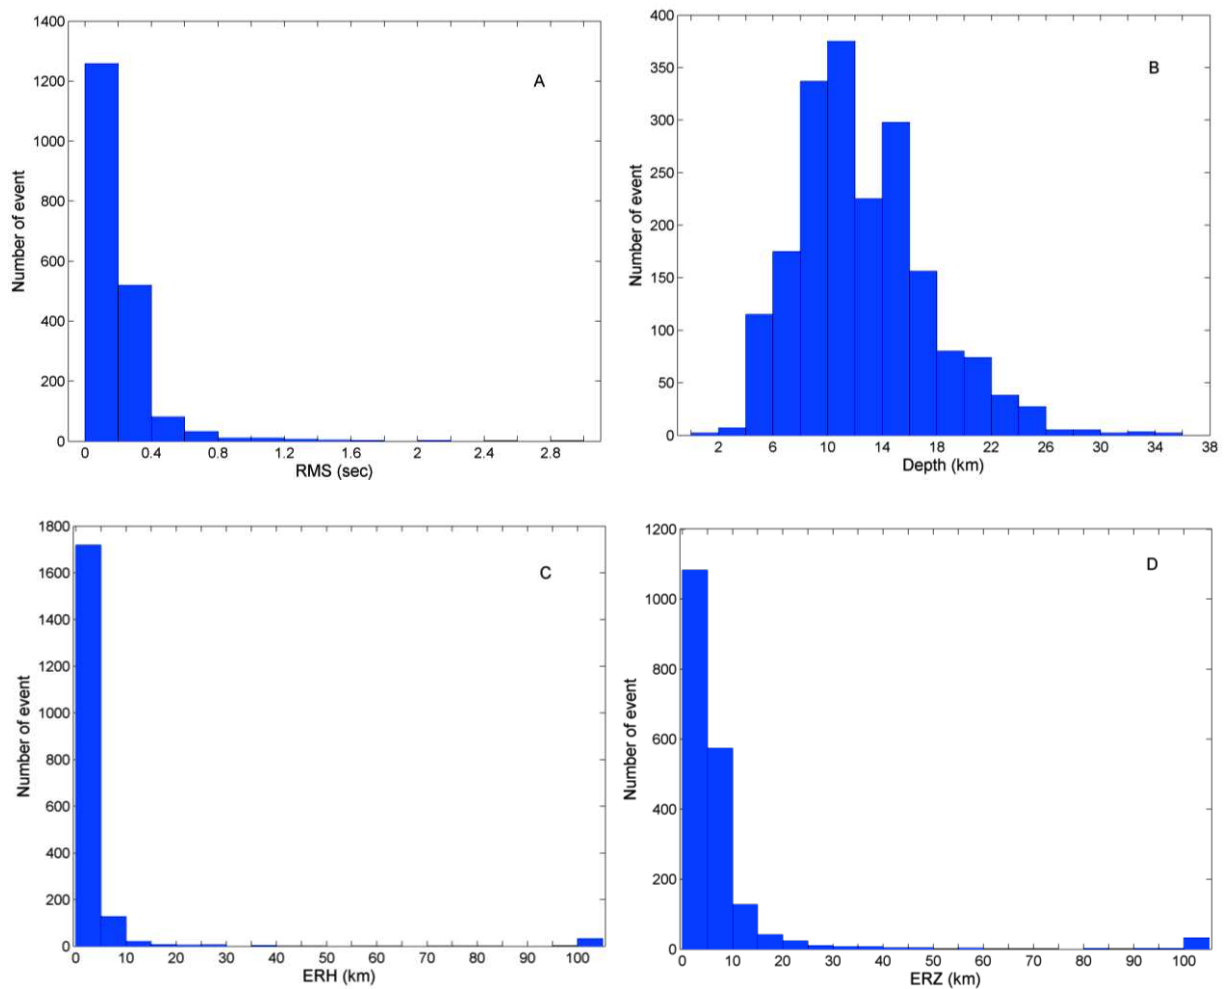 A
Number of event
1400
1200
1000
800
600
400
200
0
0 0.4 0.8 1.2 1.6 2 2.4 2.8
RMS (sec)
B
Number of event
400
350
300
250
200
150
100
50
0
2 6 10 14 18 22 26 30 34 38
Depth (km)
C
Number of event
1800
1600
1400
1200
1000
800
600
400
200
0
0 10 20 30 40 50 60 70 80 90 100
ERH (km)
D
Number of event
1200
1000
800
600
400
200
0
0 10 20 30 40 50 60 70 80 90 100
ERZ (km)